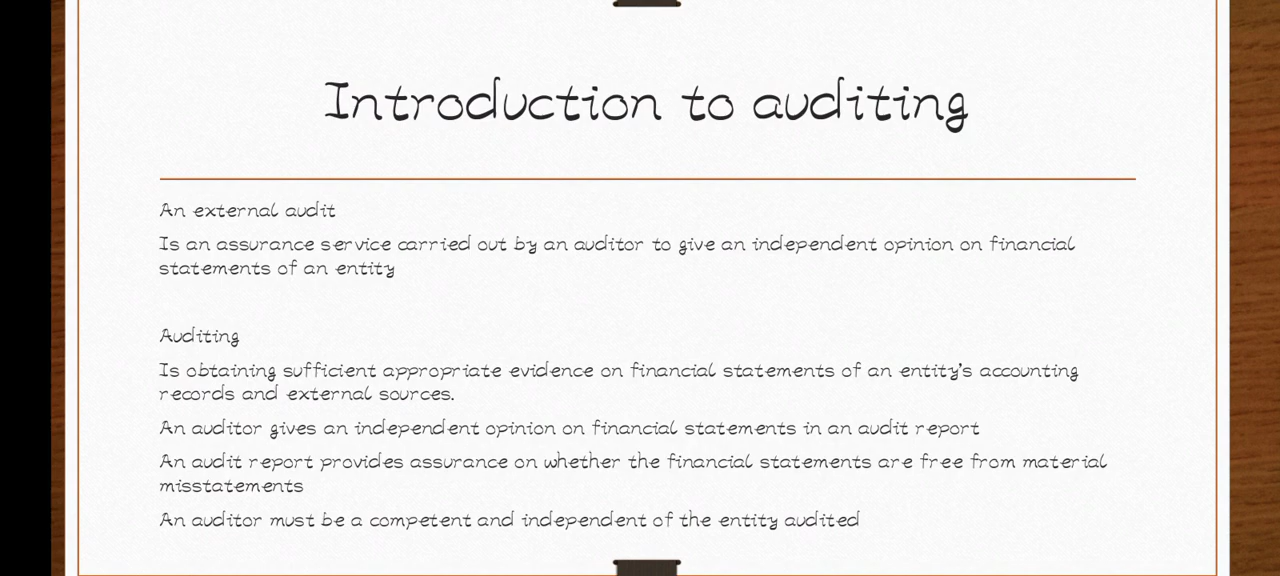 Introduction to auditing
An external audit
Is an assurance service carried out by an auditor to give an independent opinion on financial
statements of an entity
Auditing
Is obtaining sufficient appropriate evidence on financial statements of an entity's accounting
records and external sources.
An auditor gives an independent opinion on financial statements in an audit report
An audit report provides assurance on whether the financial statements are free from material
misstatements
An auditor must be a competent and independent of the entity audited